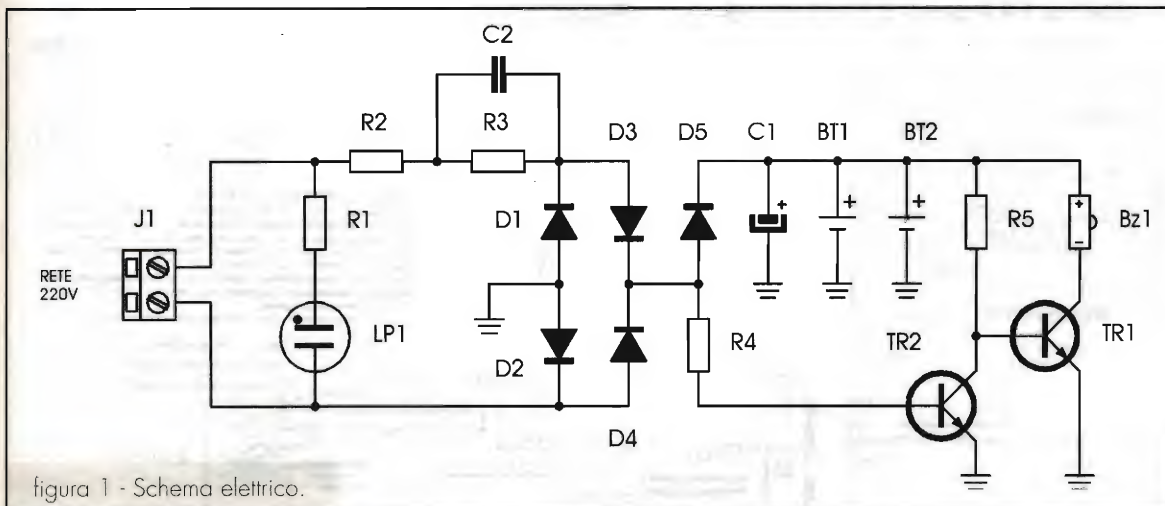 C2
R2
R3
D3
D5
C1
BT1
BT2
J1
R1
D1
R5
Bz1
RETE
220V
LP1
D2
R4
TR2
TR1
D4
+
+
+
+
-
figura 1 - Schema elettrico.